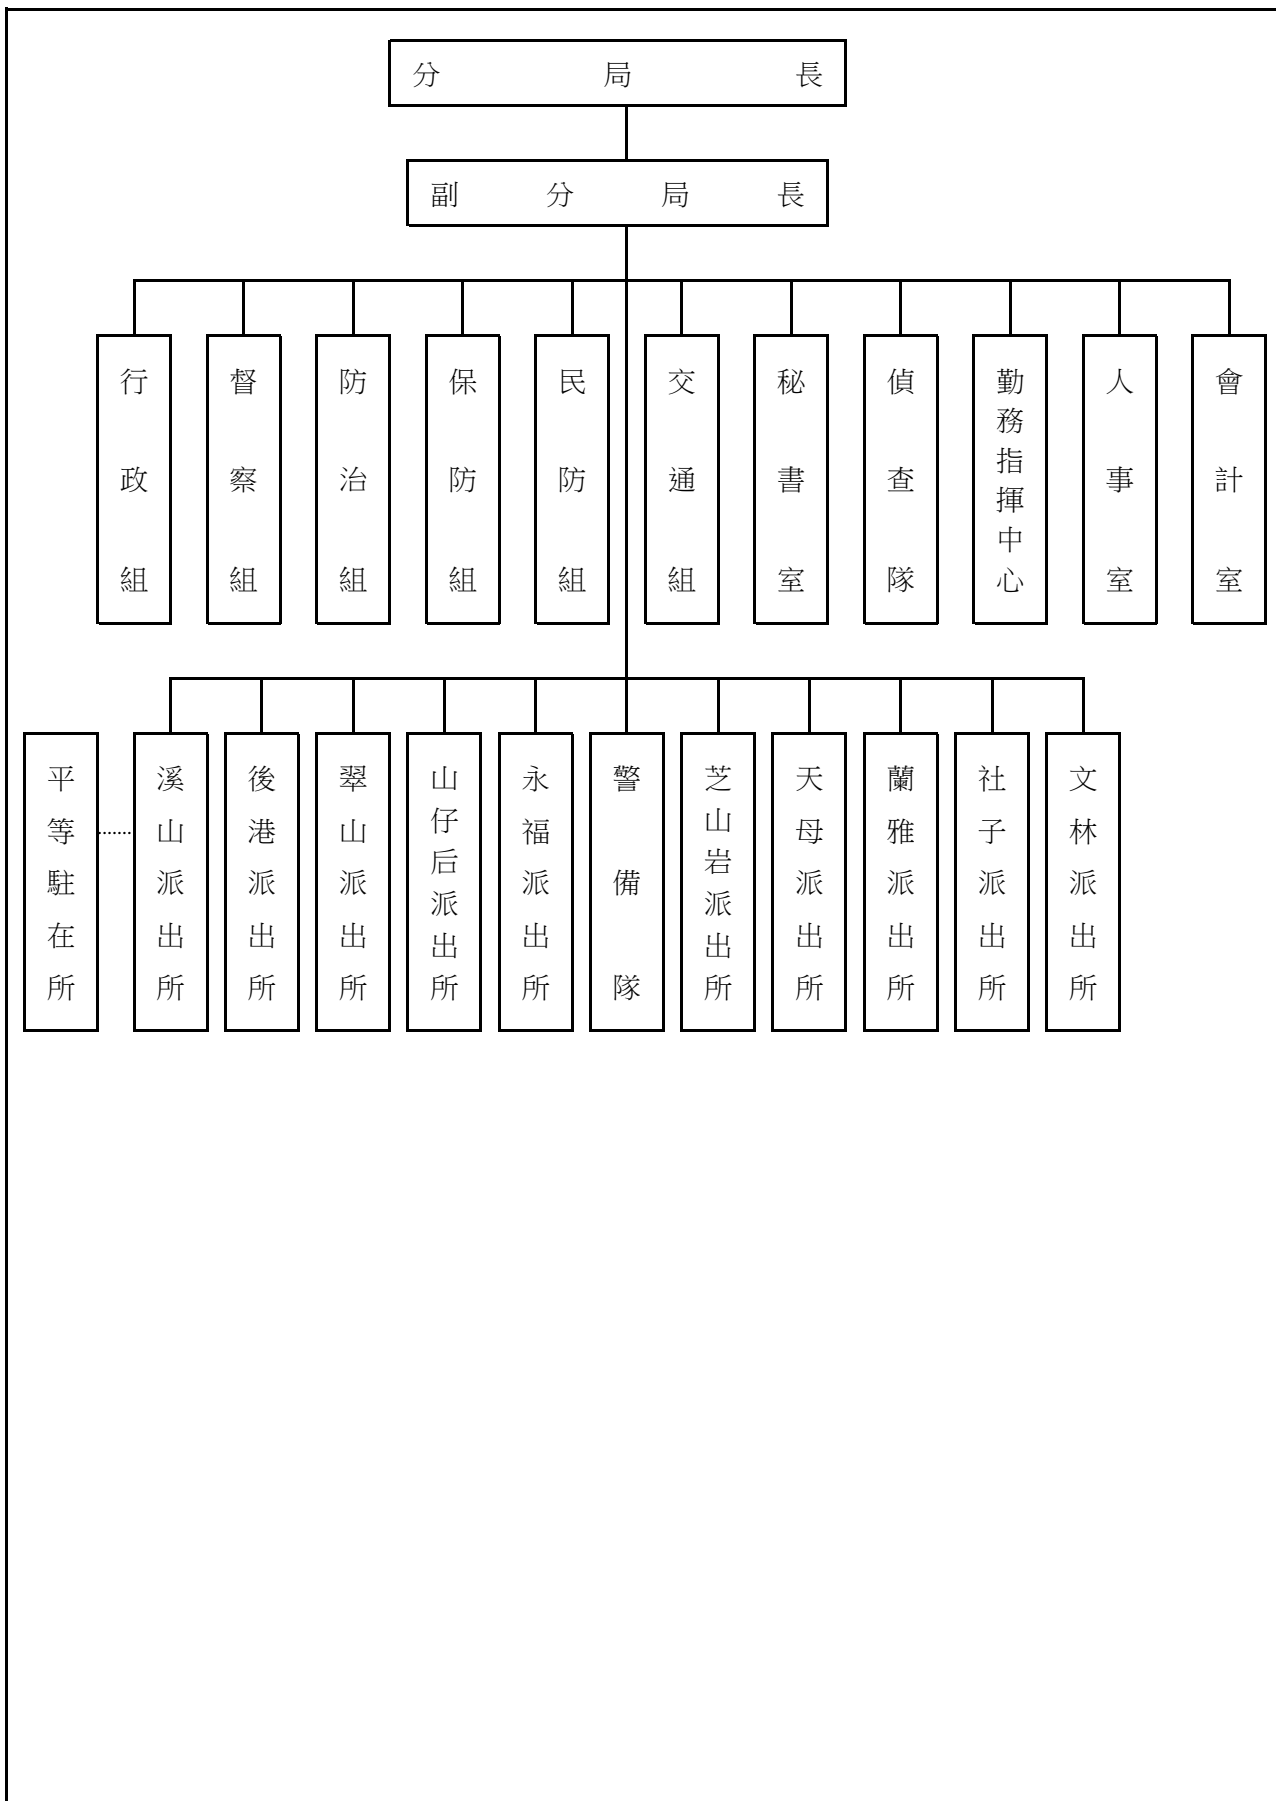 分局長
副分局長
行政組
督察組
防治組
保防組
民防組
交通組
秘書室
偵查隊
勤務指揮中心
人事室
會計室
平等駐在所
溪山派出所
後港派出所
翠山派出所
山仔后派出所
永福派出所
警備隊
芝山岩派出所
天母派出所
蘭雅派出所
社子派出所
文林派出所